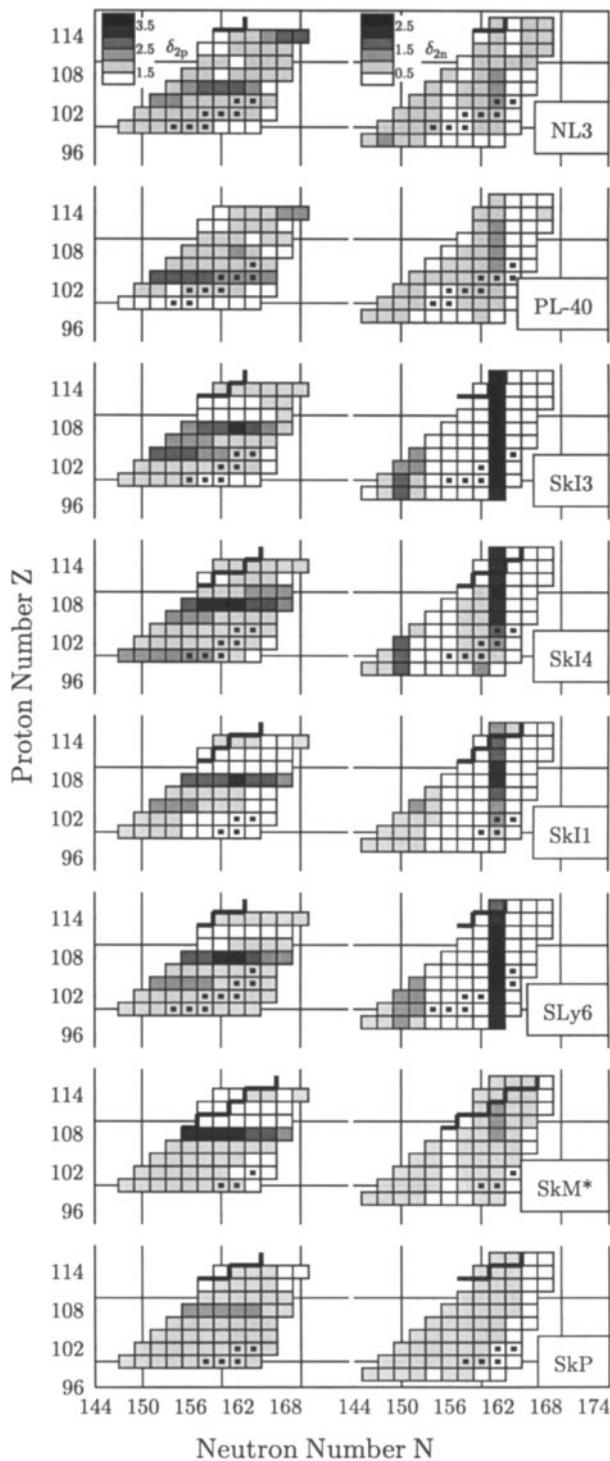 3.5
2.5
1.5
δ2p
2.5
1.5
0.5
δ2n
114
108
102
96
NL3
114
108
102
96
PL-40
114
108
102
96
SkI3
114
108
102
96
SkI4
114
108
102
96
SkI1
114
108
102
96
SLy6
114
108
102
96
SkM*
114
108
102
96
SkP
Proton Number Z
144 150 156 162 168 144 150 156 162 168 174
Neutron Number N